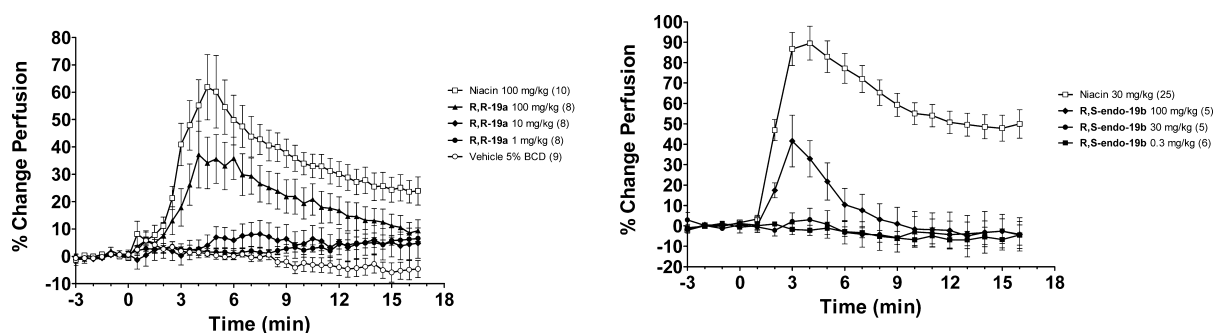 80
70
60
50
40
30
20
10
0
-10
-3 0 3 6 9 12 15 18
% Change Perfusion
Time (min)
Niacin 100 mg/kg (10)
R,R-19a 100 mg/kg (8)
R,R-19a 10 mg/kg (8)
R,R-19a 1 mg/kg (8)
Vehicle 5% BCD (9)
100
90
80
70
60
50
40
30
20
10
0
-10
-20
-3 0 3 6 9 12 15 18
% Change Perfusion
Time (min)
Niacin 30 mg/kg (25)
R,S-endo-19b 100 mg/kg (5)
R,S-endo-19b 30 mg/kg (5)
R,S-endo-19b 0.3 mg/kg (6)